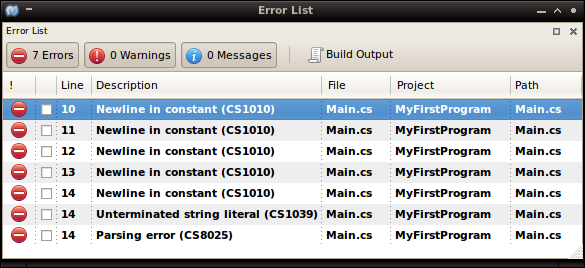 Error List
Error List
7 Errors 0 Warnings 0 Messages Build Output
! Line Description File Project Path
10 Newline in constant (CS1010) Main.cs MyFirstProgram Main.cs
11 Newline in constant (CS1010) Main.cs MyFirstProgram Main.cs
12 Newline in constant (CS1010) Main.cs MyFirstProgram Main.cs
13 Newline in constant (CS1010) Main.cs MyFirstProgram Main.cs
14 Newline in constant (CS1010) Main.cs MyFirstProgram Main.cs
14 Unterminated string literal (CS1039) Main.cs MyFirstProgram Main.cs
14 Parsing error (CS8025) Main.cs MyFirstProgram Main.cs